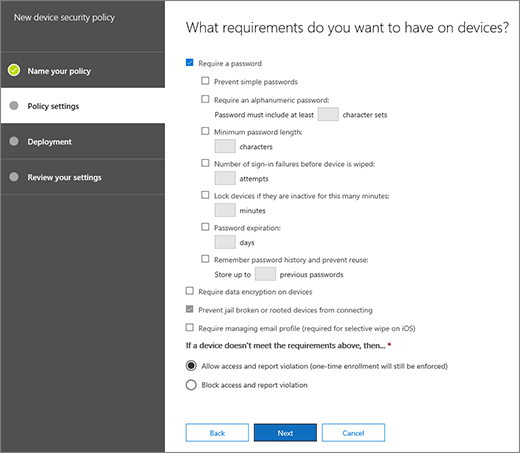 New device security policy
Name your policy
Policy settings
Deployment
Review your settings
What requirements do you want to have on devices?
Require a password
Prevent simple passwords
Require an alphanumeric password:
Password must include at least character sets
Minimum password length:
characters
Number of sign-in failures before device is wiped:
attempts
Lock devices if they are inactive for this many minutes:
minutes
Password expiration:
days
Remember password history and prevent reuse:
Store up to previous passwords
Require data encryption on devices
Prevent jail broken or rooted devices from connecting
Require managing email profile (required for selective wipe on iOS)
If a device doesn't meet the requirements above, then... *
Allow access and report violation (one-time enrollment will still be enforced)
Block access and report violation
Back Next Cancel